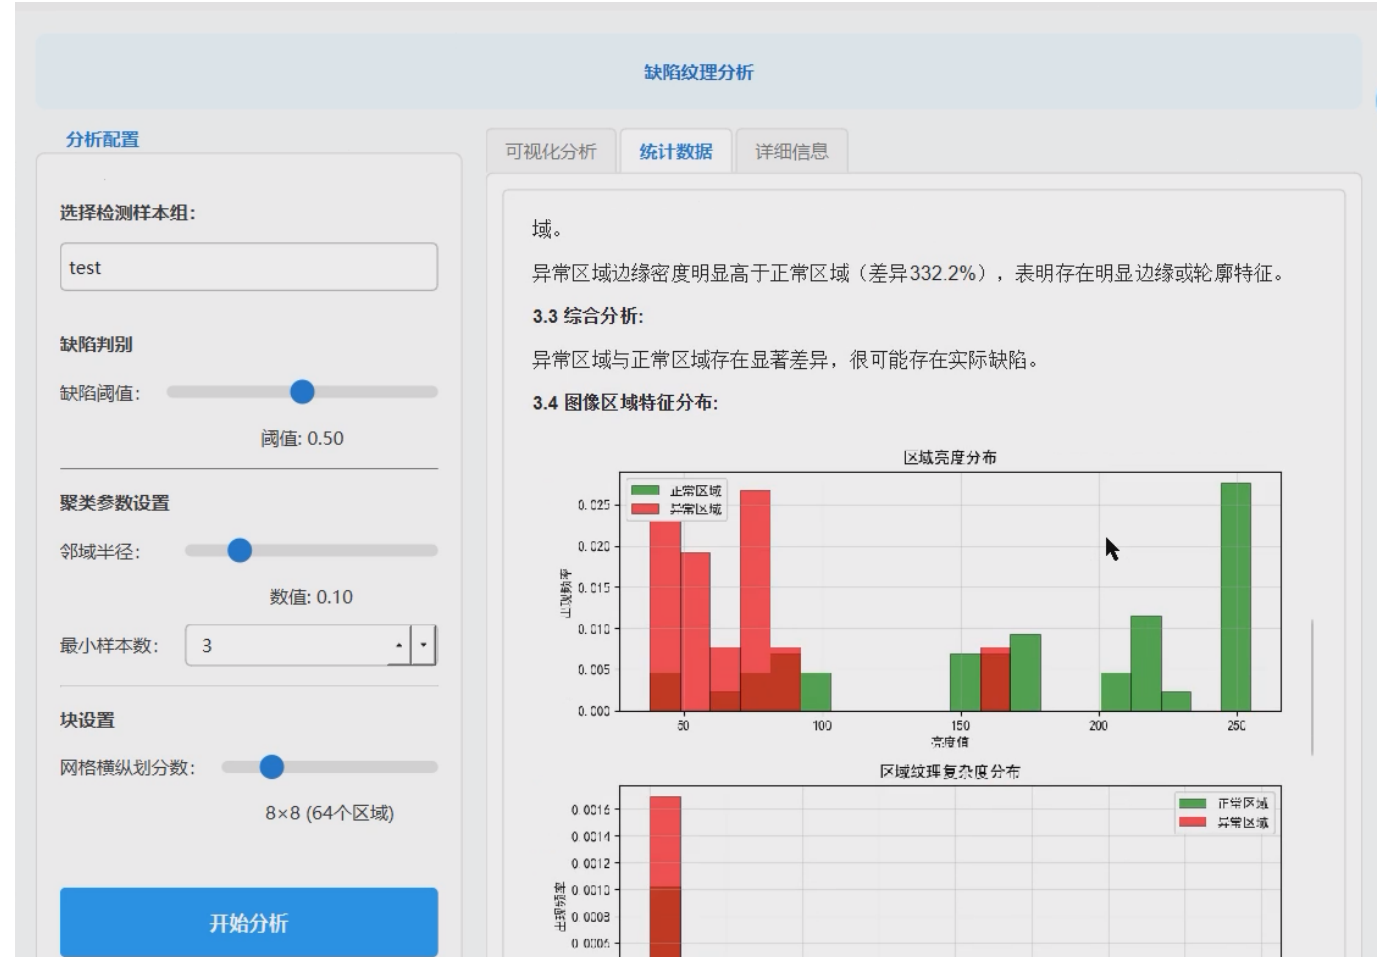 缺陷纹理分析
分析配置
选择检测样本组:
test
缺陷判别
缺陷阈值:
阈值: 0.50
聚类参数设置
邻域半径:
数值: 0.10
最小样本数:
3
块设置
网格横纵划分数:
8×8 (64个区域)
开始分析
可视化分析 统计数据 详细信息
域。
异常区域边缘密度明显高于正常区域（差异332.2%），表明存在明显边缘或轮廓特征。
3.3 综合分析:
异常区域与正常区域存在显著差异，很可能存在实际缺陷。
3.4 图像区域特征分布:
区域亮度分布
正常区域
异常区域
出现频率
0.025
0.020
0.015
0.010
0.005
0.000
50 100 150 200 250
亮度值
区域纹理复杂度分布
正常区域
异常区域
出现频率
0.0016
0.0014
0.0012
0.0010
0.0008
0.0006